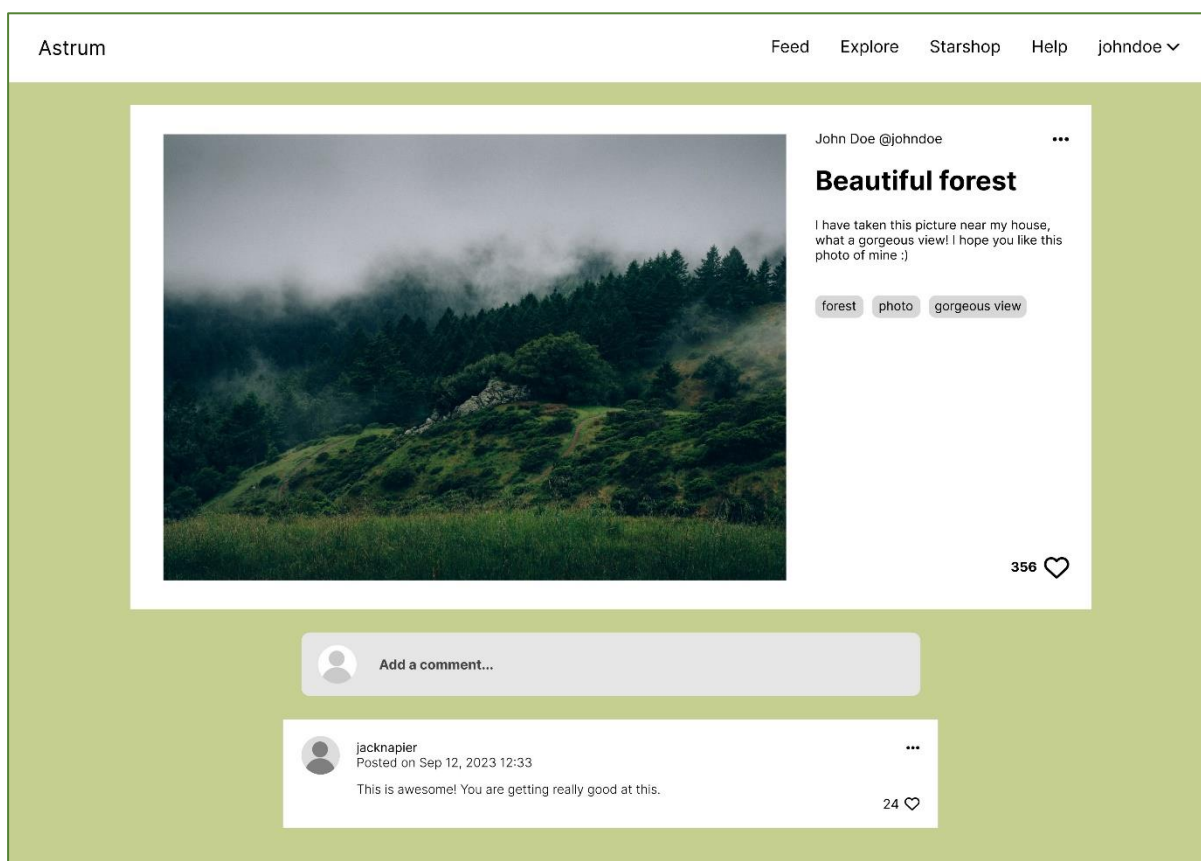 Astrum
Feed Explore Starshop Help johndoe
John Doe @johndoe
Beautiful forest
I have taken this picture near my house,
what a gorgeous view! I hope you like this
photo of mine :)
forest photo gorgeous view
356
Add a comment...
jacknapier
Posted on Sep 12, 2023 12:33
This is awesome! You are getting really good at this.
24